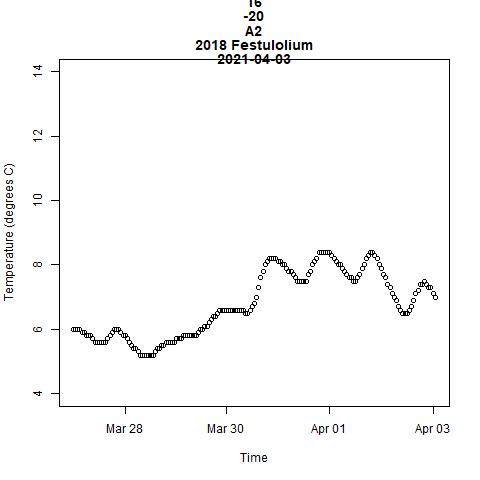 16
-20
A2
2018 Festulolium
2021-04-03
Temperature (degrees C)
14
12
10
8
6
4
Mar 28
Mar 30
Apr 01
Apr 03
Time